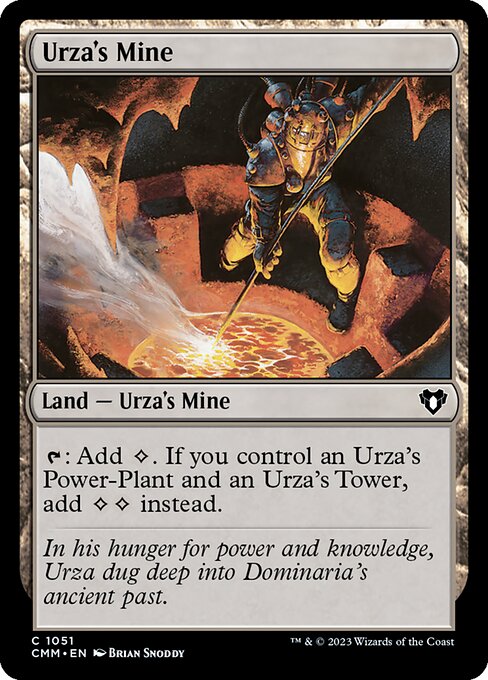 Urza's Mine
Land — Urza's Mine
: Add . If you control an Urza's
Power-Plant and an Urza's Tower,
add instead.
In his hunger for power and knowledge,
Urza dug deep into Dominaria's
ancient past.
C 1051
CMM • EN Brian Snoddy
™ & © 2023 Wizards of the Coast